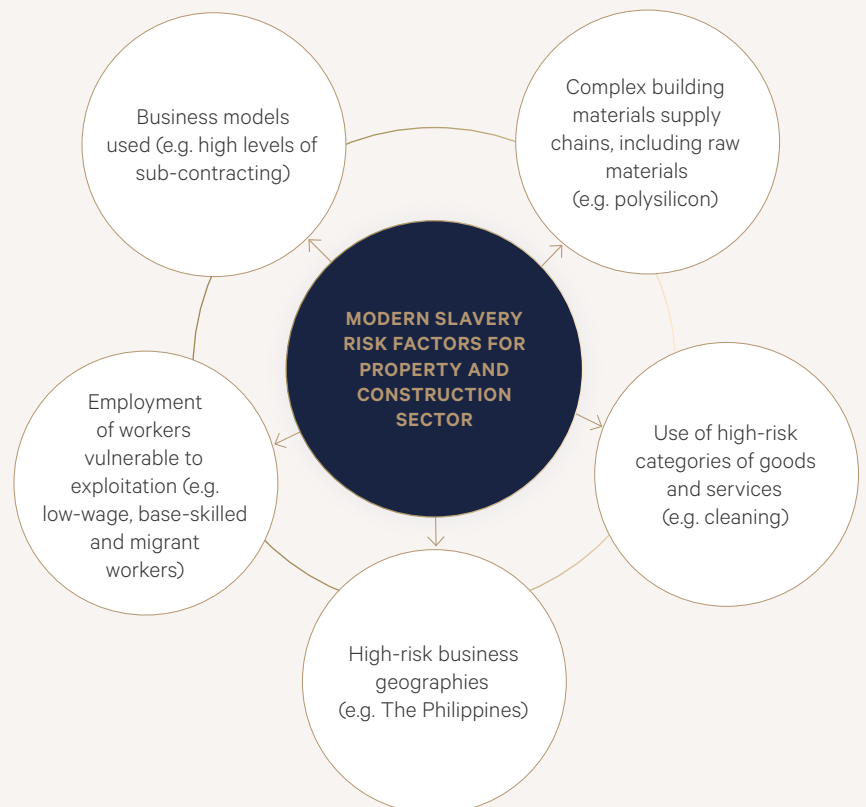 Business models
used (e.g. high levels of
sub-contracting)
Complex building
materials supply
chains, including raw
materials
(e.g. polysilicon)
MODERN SLAVERY
RISK FACTORS FOR
PROPERTY AND
CONSTRUCTION
SECTOR
Employment
of workers
vulnerable to
exploitation (e.g.
low-wage, base-skilled
and migrant
workers)
Use of high-risk
categories of goods
and services
(e.g. cleaning)
High-risk business
geographies
(e.g. The Philippines)